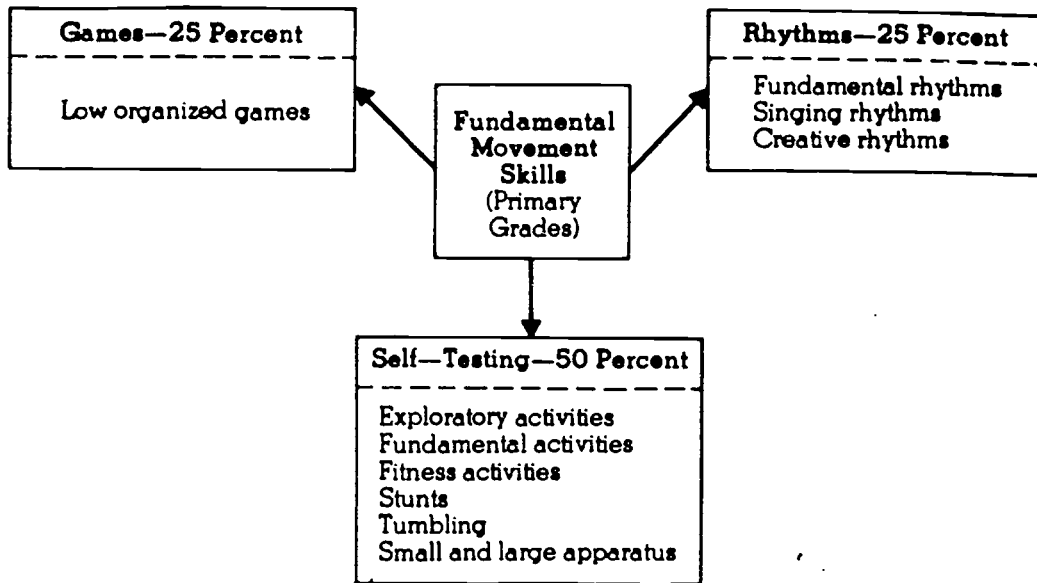 Games—25 Percent
Low organized games
Rhythms—25 Percent
Fundamental rhythms
Singing rhythms
Creative rhythms
Fundamental
Movement
Skills
(Primary
Grades)
Self—Testing—50 Percent
Exploratory activities
Fundamental activities
Fitness activities
Stunts
Tumbling
Small and large apparatus